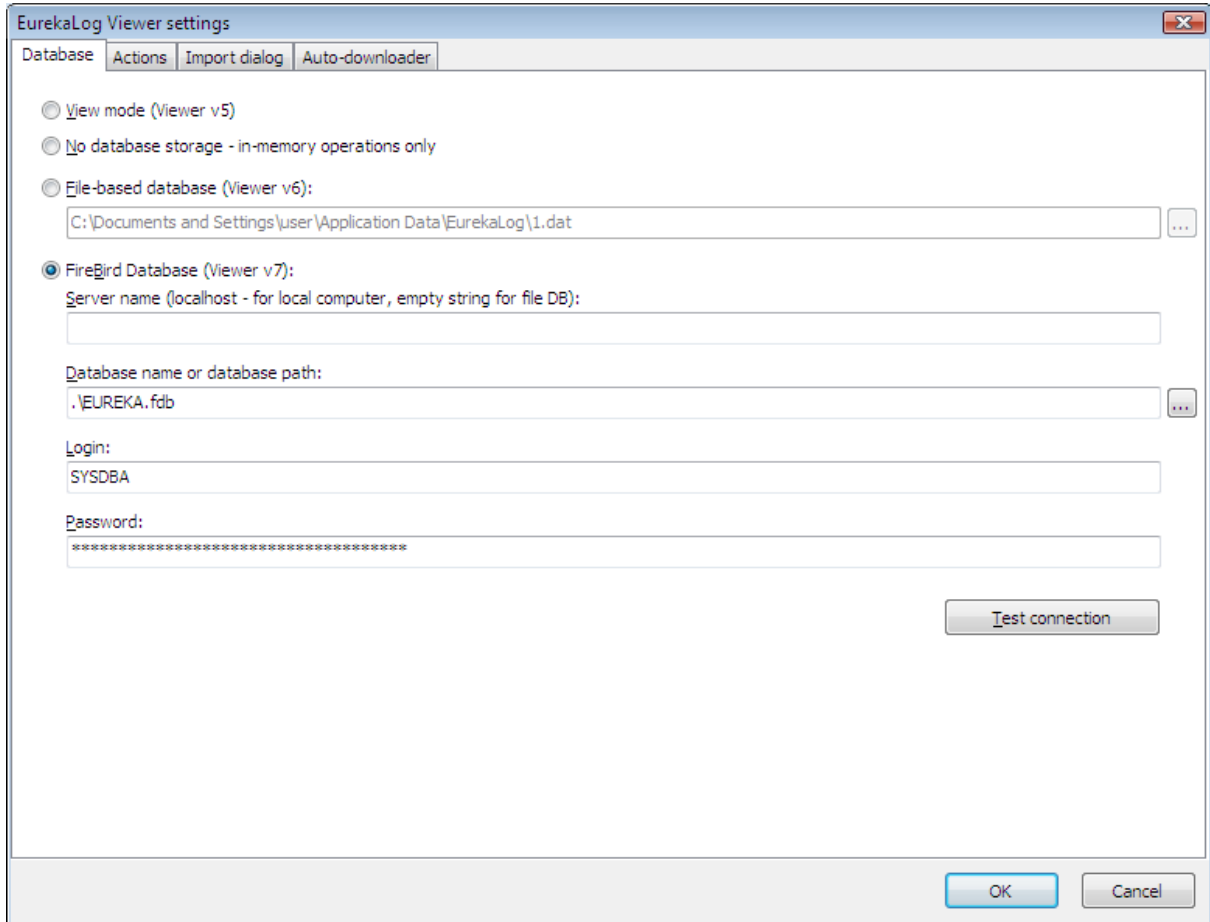 EurekaLog Viewer settings
Database Actions Import dialog Auto-downloader
View mode (Viewer v5)
No database storage - in-memory operations only
File-based database (Viewer v6):
C:\Documents and Settings\user\Application Data\EurekaLog\1.dat
...
FireBird Database (Viewer v7):
Server name (localhost - for local computer, empty string for file DB):
Database name or database path:
.\EUREKA.fdb
...
Login:
SYSDBA
Password:
************************************
Test connection
OK Cancel